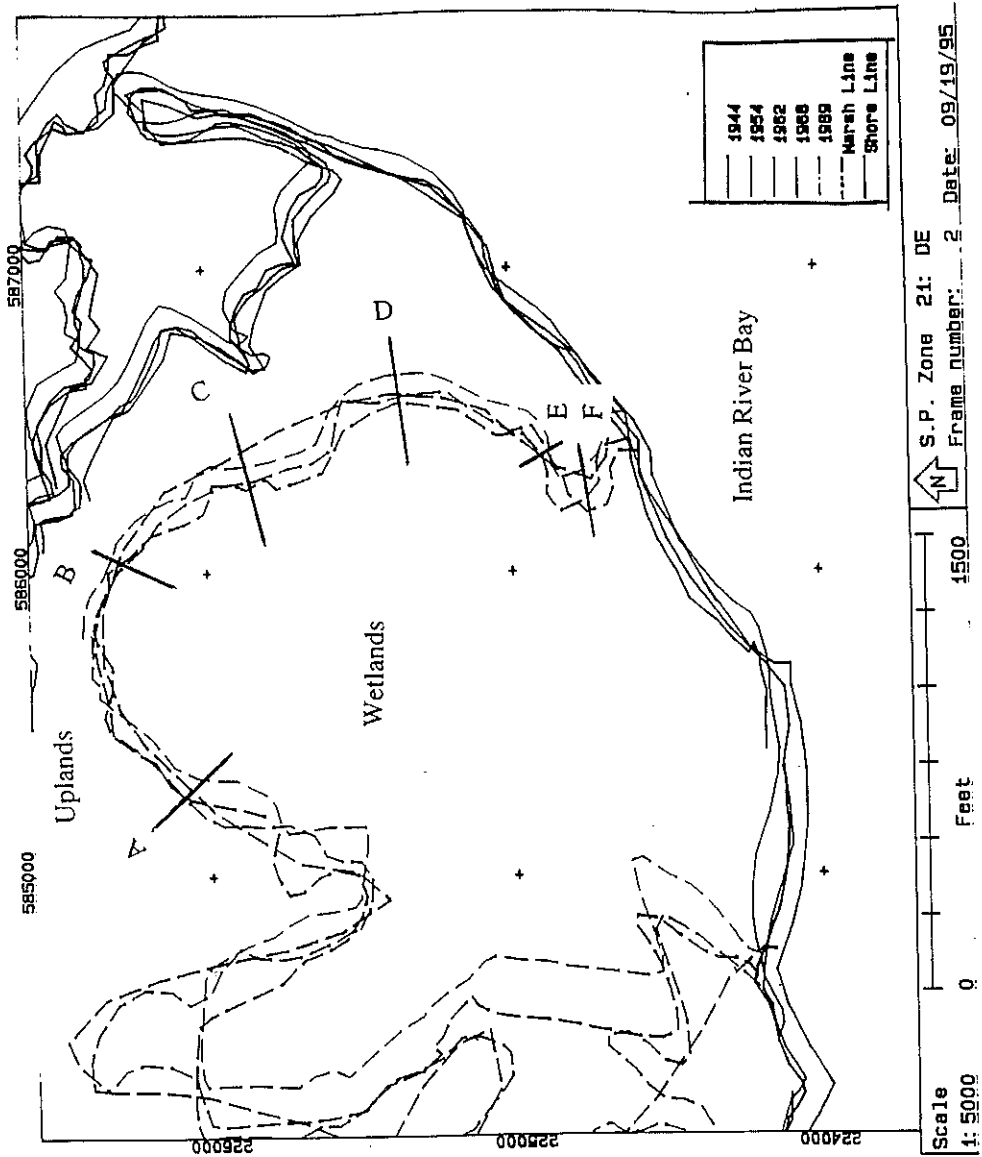 587000
586000
585000
226000
225000
224000
Uplands
Wetlands
Indian River Bay
A
B
C
D
E
F
1944
1954
1962
1968
1989
Marsh Line
Shore Line
Scale
1: 5000
0 Feet 1500
N
S.P. Zone 21: DE
Frame number: 2 Date: 09/19/95